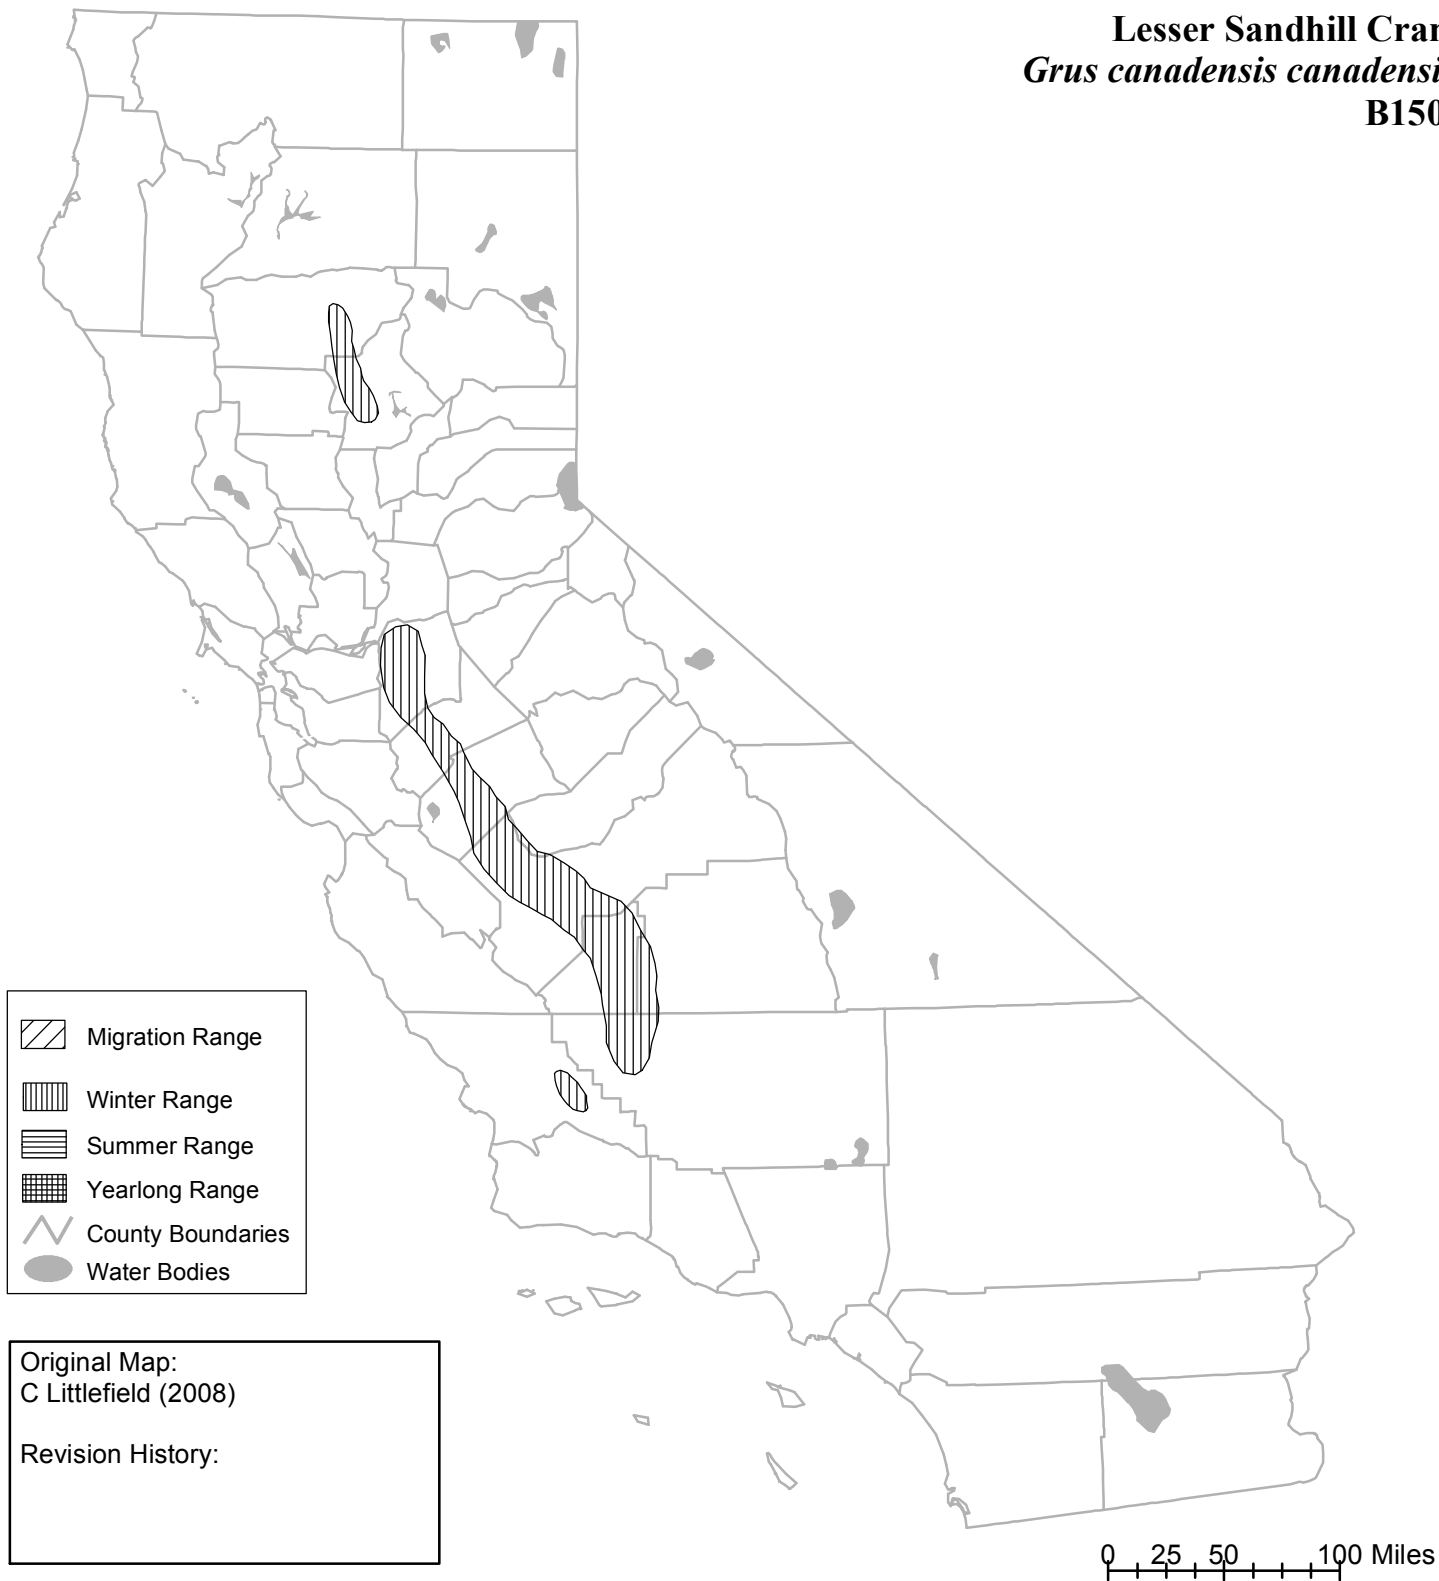 Lesser Sandhill Cran
Grus canadensis canadensi
B150
Migration Range
Winter Range
Summer Range
Yearlong Range
County Boundaries
Water Bodies
Original Map:
C Littlefield (2008)
Revision History:
0 25 50 100 Miles